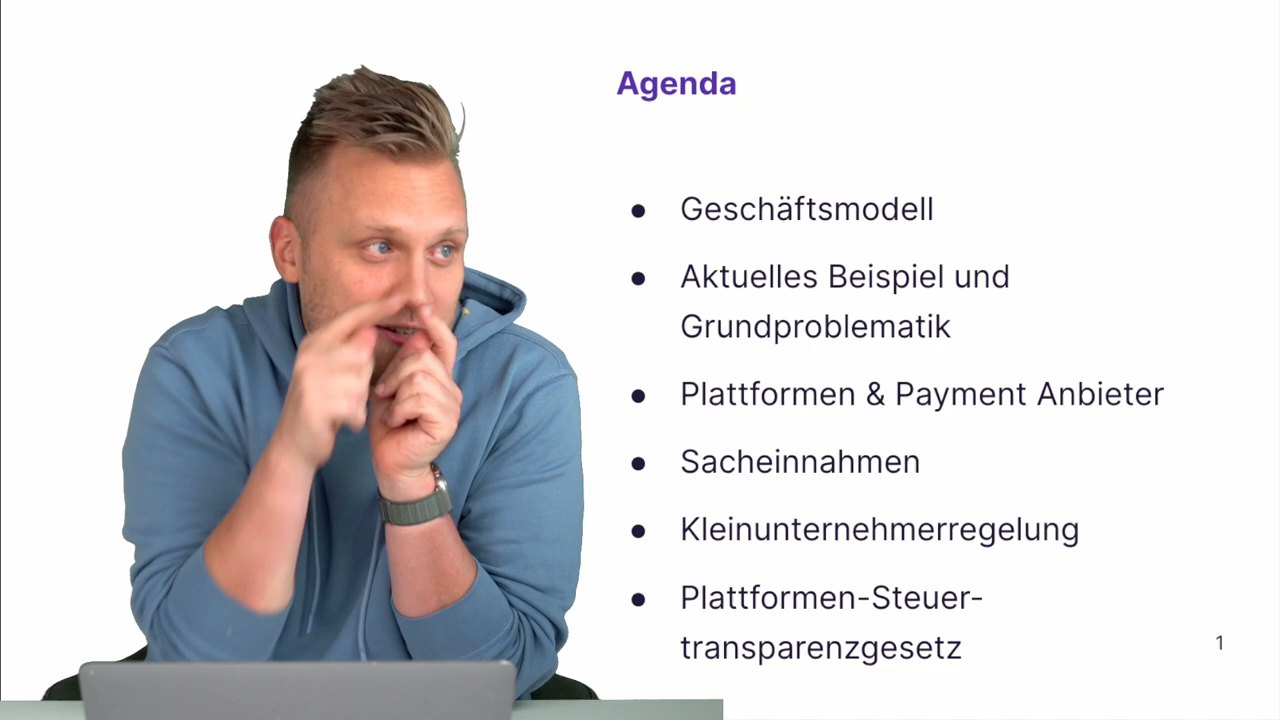 Agenda
● Geschäftsmodell
● Aktuelles Beispiel und
Grundproblematik
● Plattformen & Payment Anbieter
● Sacheinnahmen
● Kleinunternehmerregelung
● Plattformen-Steuer-
transparenzgesetz
1